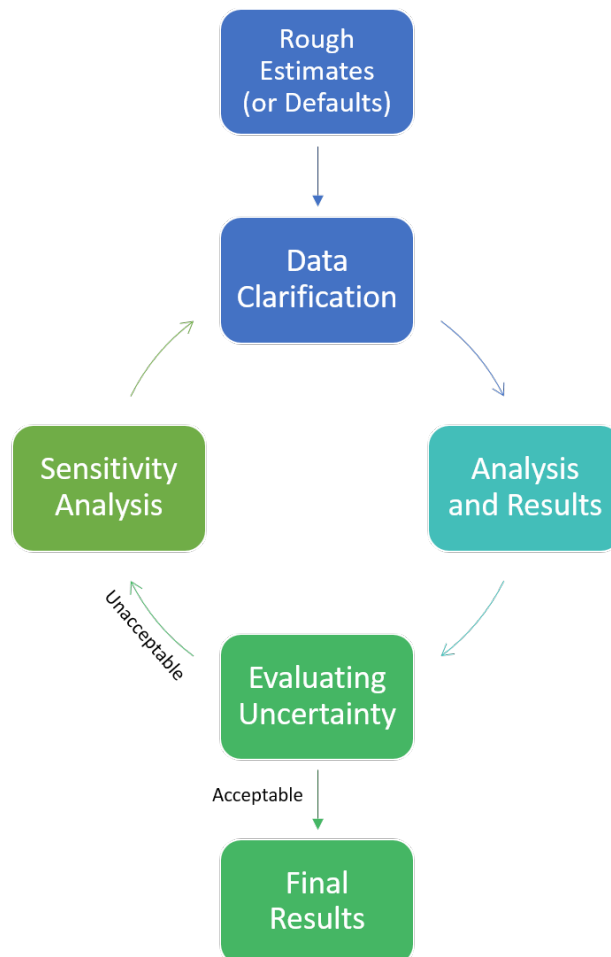 Rough
Estimates
(or Defaults)
Data
Clarification
Sensitivity
Analysis
Analysis
and Results
Unacceptable
Evaluating
Uncertainty
Acceptable
Final
Results